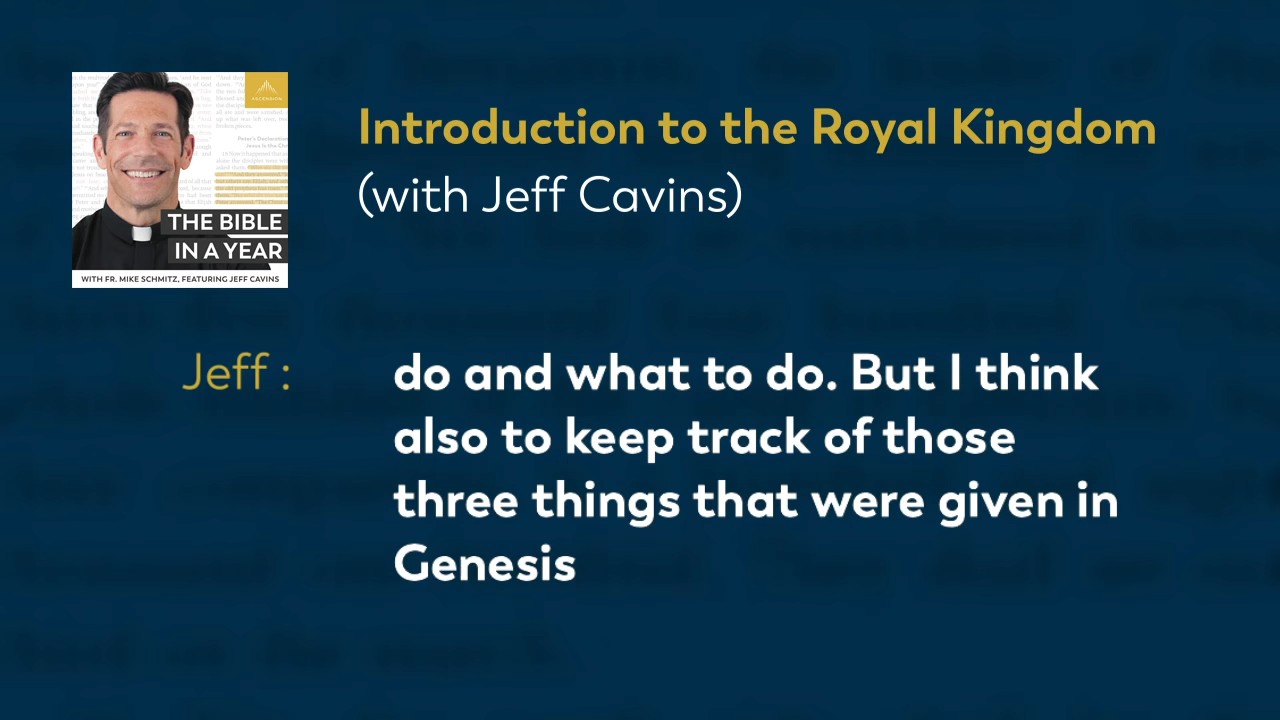 ASCENSION
THE BIBLE
IN A YEAR
WITH FR. MIKE SCHMITZ, FEATURING JEFF CAVINS
Introduction to the Royal Kingdom
(with Jeff Cavins)
Jeff : do and what to do. But I think
also to keep track of those
three things that were given in
Genesis